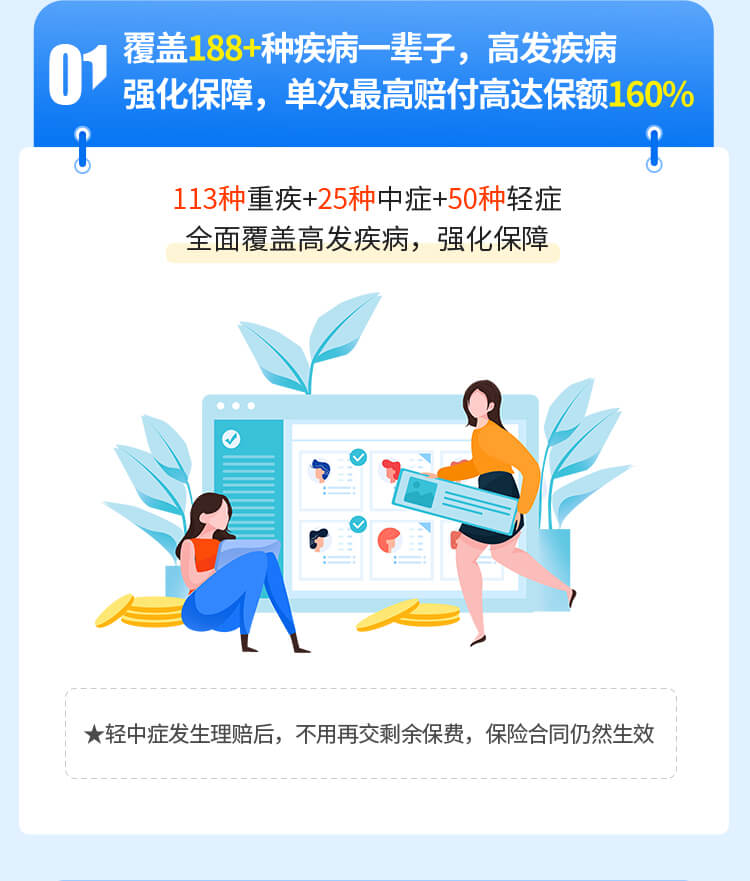 01
覆盖188+种疾病一辈子，高发疾病
强化保障，单次最高赔付高达保额160%
113种重疾+25种中症+50种轻症
全面覆盖高发疾病，强化保障
★轻中症发生理赔后，不用再交剩余保费，保险合同仍然生效